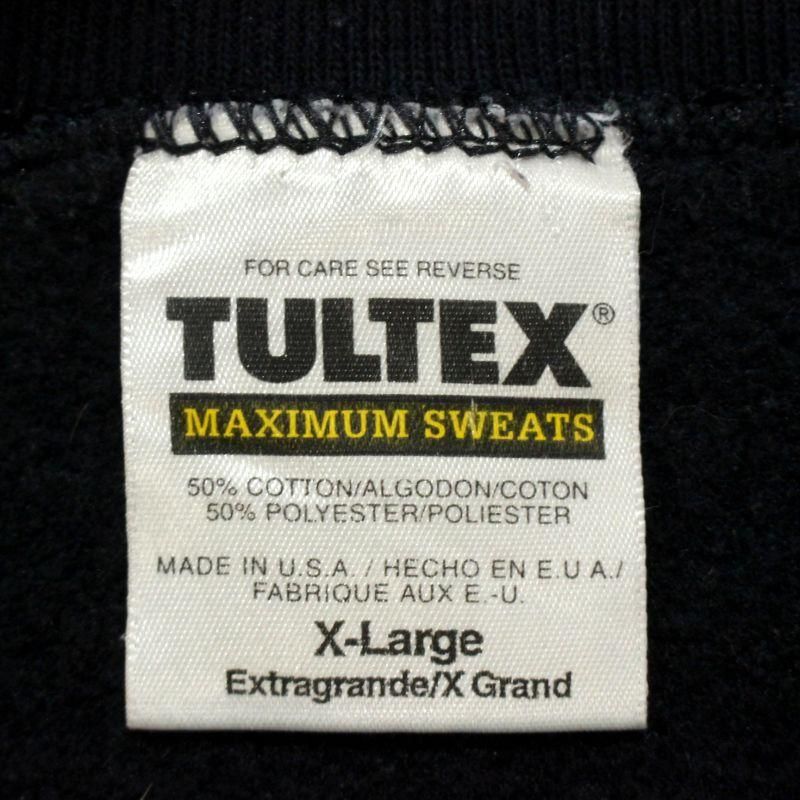 FOR CARE SEE REVERSE
TULTEX®
MAXIMUM SWEATS
50% COTTON/ALGODON/COTON
50% POLYESTER/POLIESTER
MADE IN U.S.A. / HECHO EN E.U A./
FABRIQUE AUX E.-U.
X-Large
Extragrande/X Grand